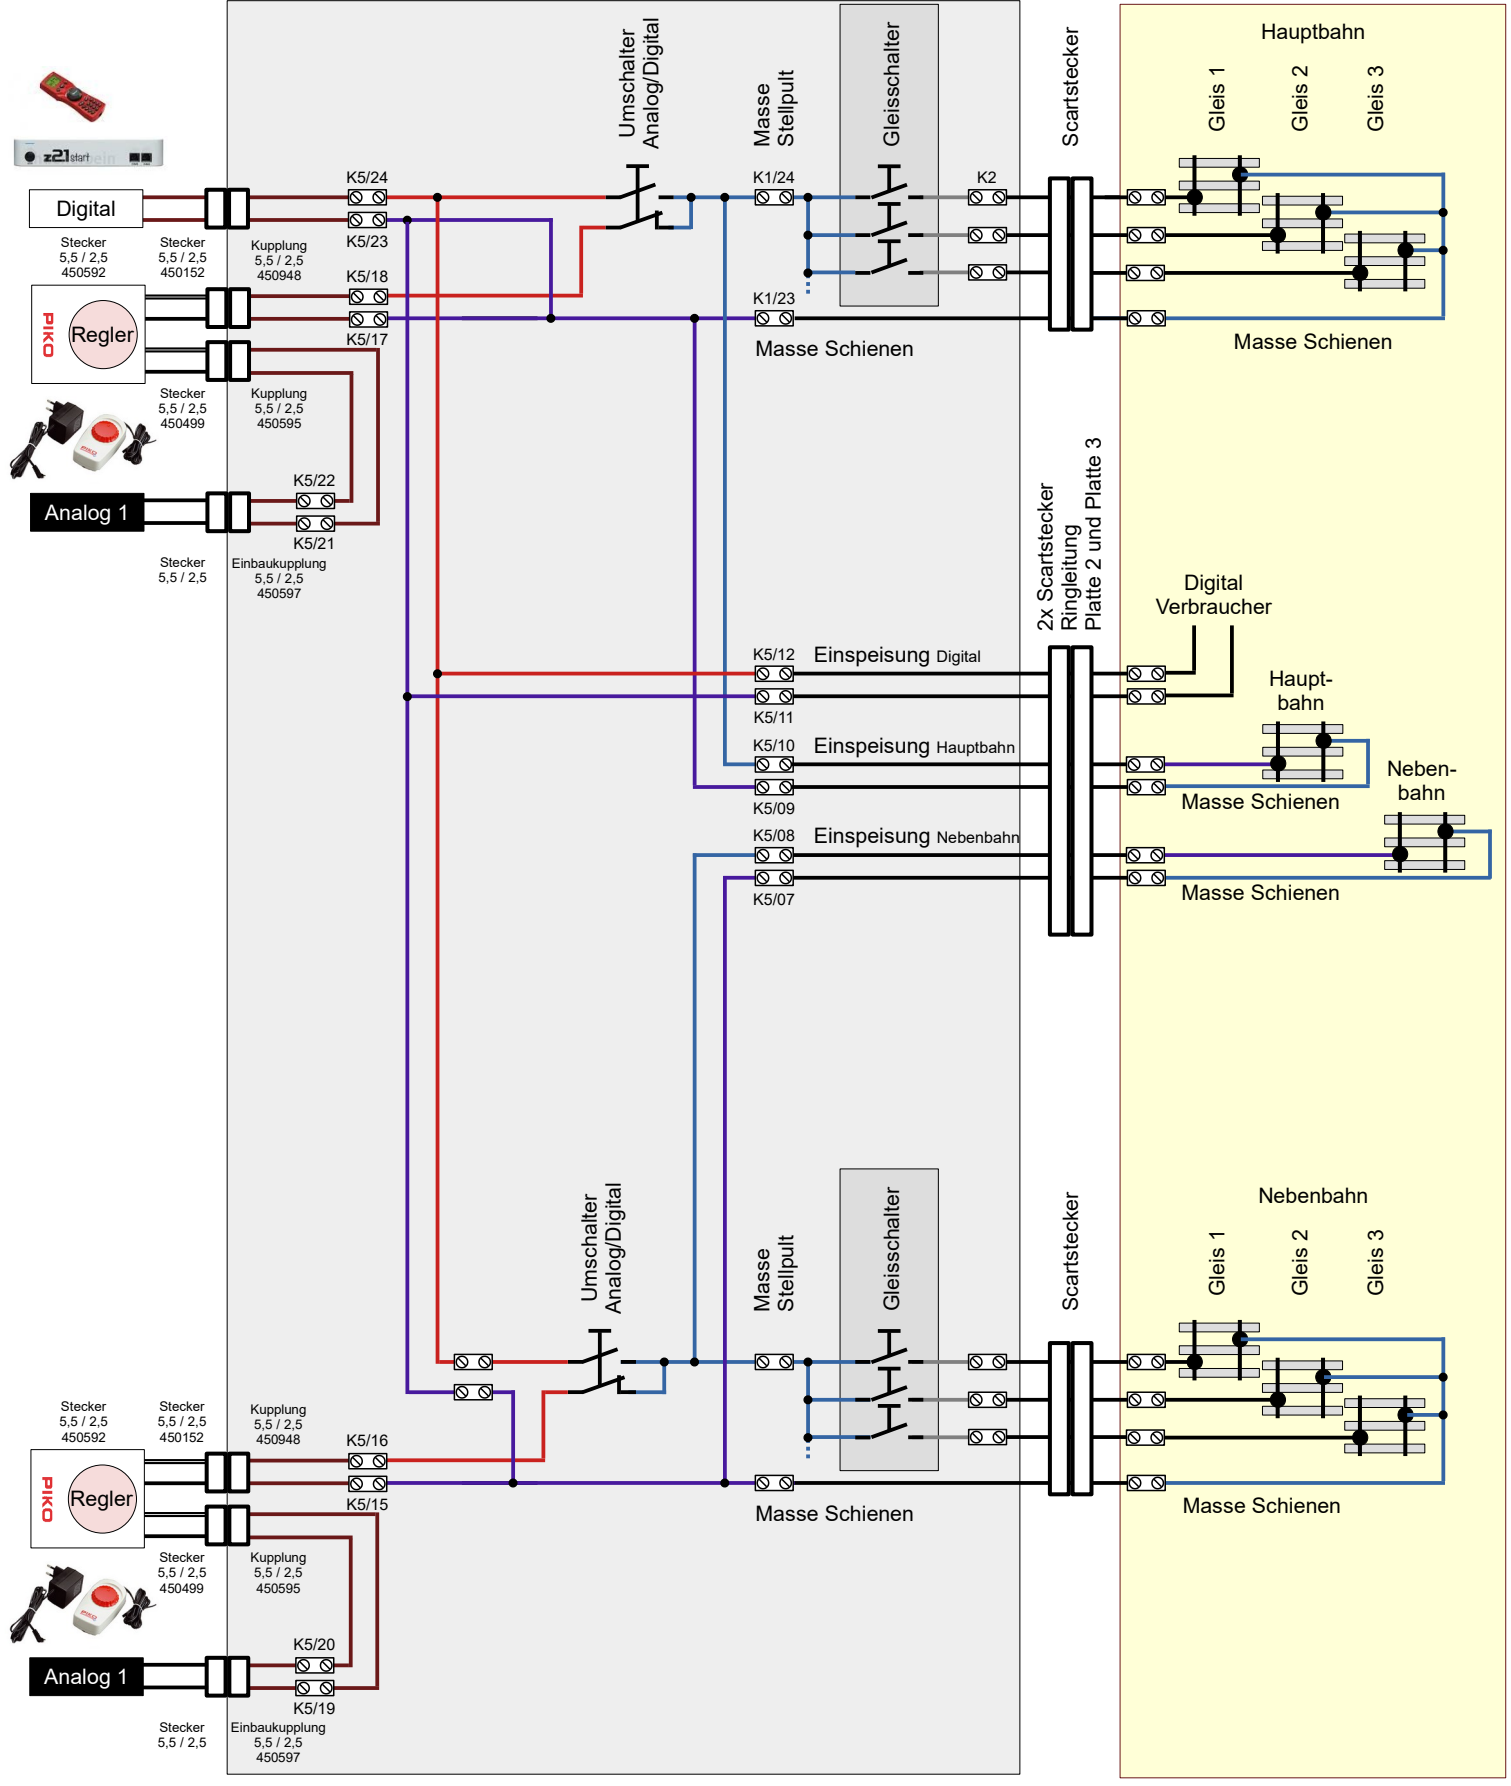 Hauptbahn
Gleis 1
Gleis 2
Gleis 3
Umschalter
Analog/Digital
Masse
Stellpult
Gleisschalter
Scartstecker
z21 start
K5/24
K1/24
K2
Digital
K5/23
Stecker
5,5 / 2,5
450592
Stecker
5,5 / 2,5
450152
Kupplung
5,5 / 2,5
450948
K5/18
K1/23
PIKO
Regler
K5/17
Masse Schienen
Masse Schienen
Stecker
5,5 / 2,5
450499
Kupplung
5,5 / 2,5
450595
K5/22
Analog 1
K5/21
Stecker
5,5 / 2,5
Einbaukupplung
5,5 / 2,5
450597
2x Scartstecker
Ringleitung
Platte 2 und Platte 3
Digital
Verbraucher
K5/12
Einspeisung Digital
K5/11
Haupt-
bahn
K5/10
Einspeisung Hauptbahn
K5/09
Masse Schienen
Neben-
bahn
K5/08
Einspeisung Nebenbahn
K5/07
Masse Schienen
Umschalter
Analog/Digital
Masse
Stellpult
Gleisschalter
Scartstecker
Nebenbahn
Gleis 1
Gleis 2
Gleis 3
Stecker
5,5 / 2,5
450592
Stecker
5,5 / 2,5
450152
Kupplung
5,5 / 2,5
450948
K5/16
PIKO
Regler
K5/15
Masse Schienen
Masse Schienen
Stecker
5,5 / 2,5
450499
Kupplung
5,5 / 2,5
450595
K5/20
Analog 1
K5/19
Stecker
5,5 / 2,5
Einbaukupplung
5,5 / 2,5
450597